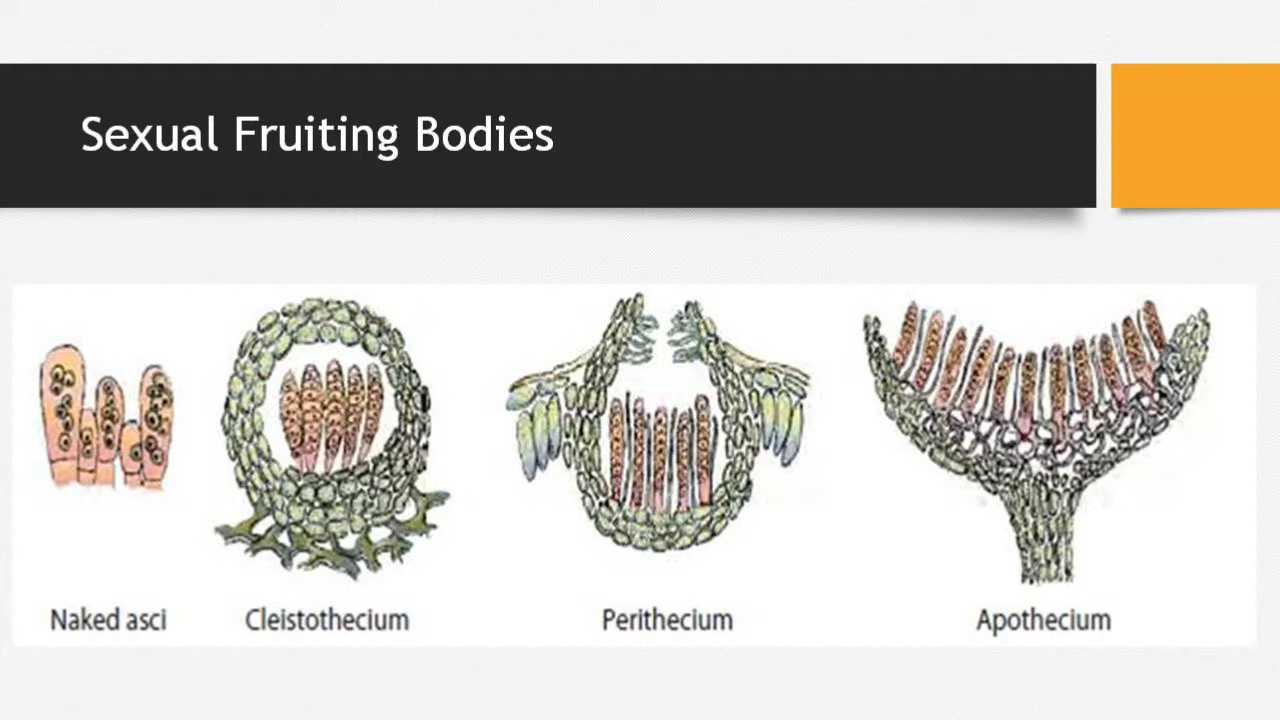 Sexual Fruiting Bodies
Naked asci
Cleistothecium
Perithecium
Apothecium